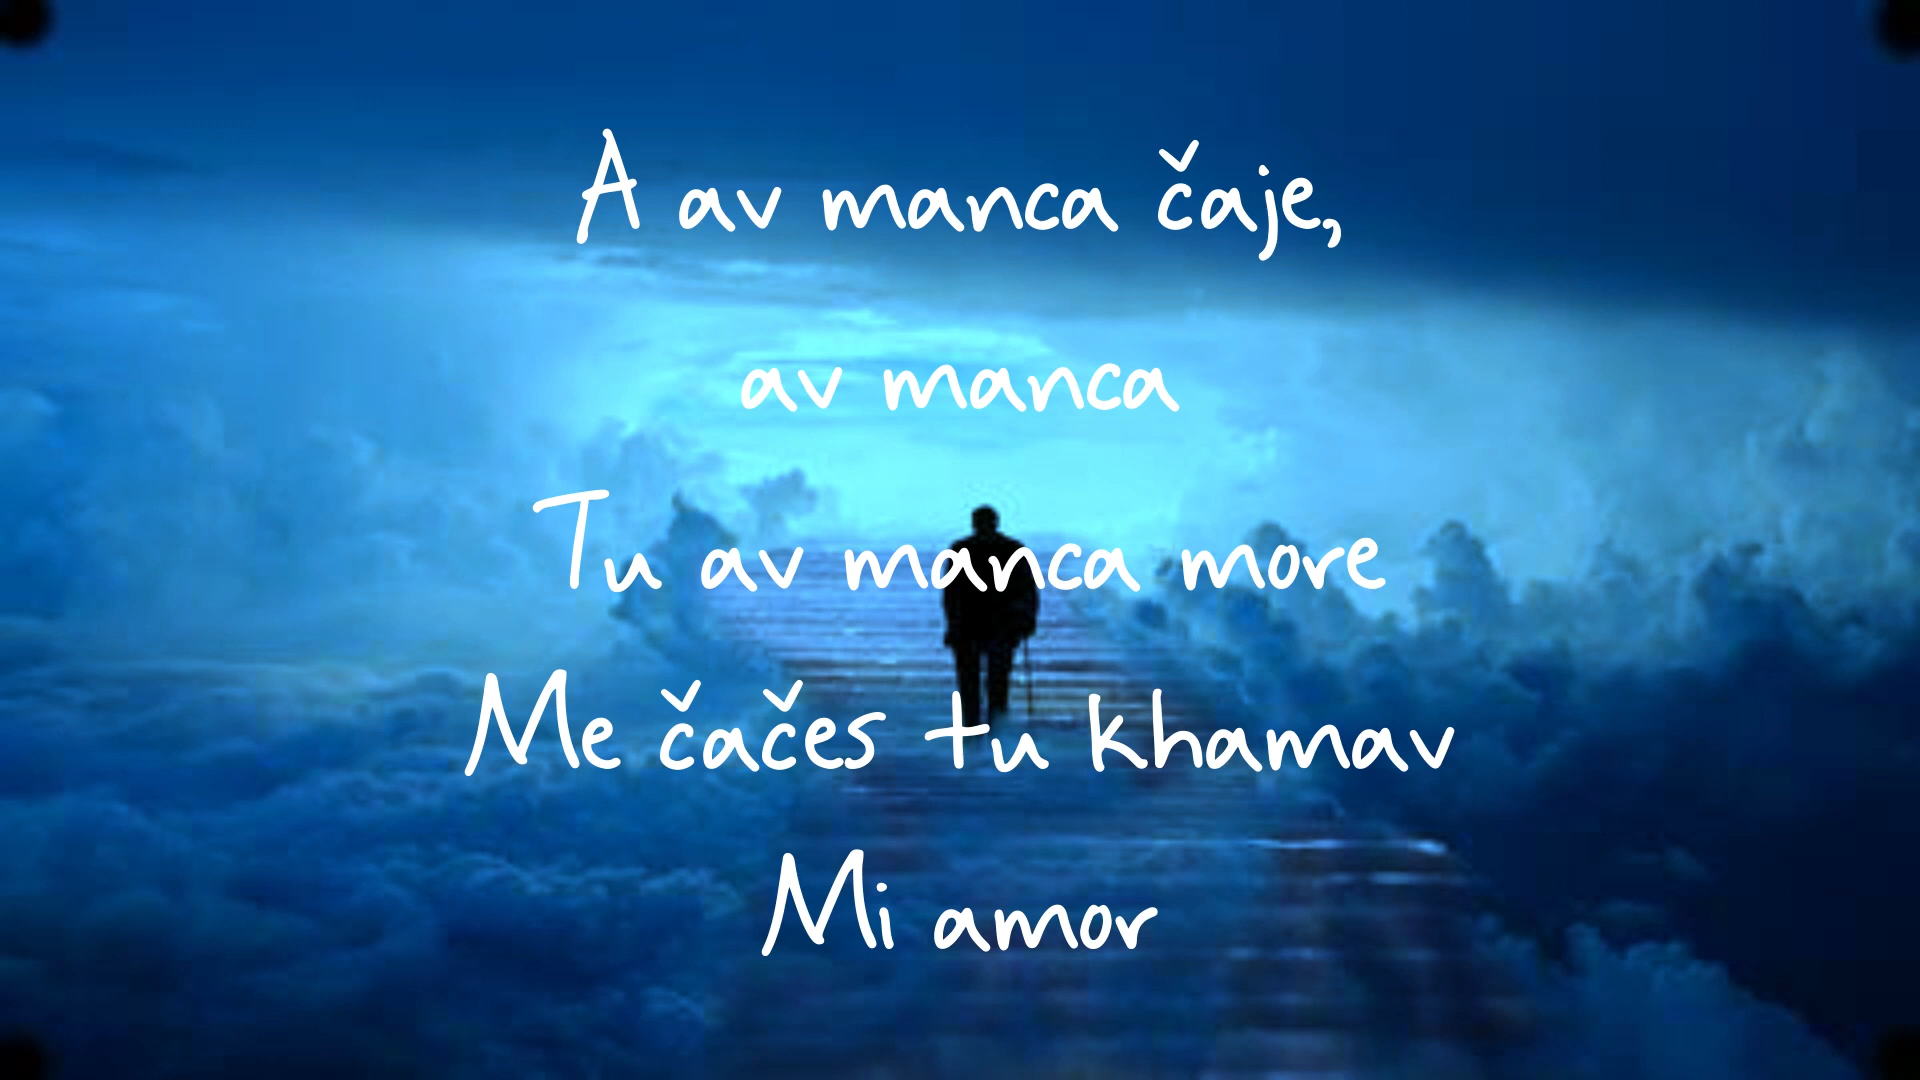 A av manca čaje,
av manca
Tu av manca more
Me čačes tu khamav
Mi amor